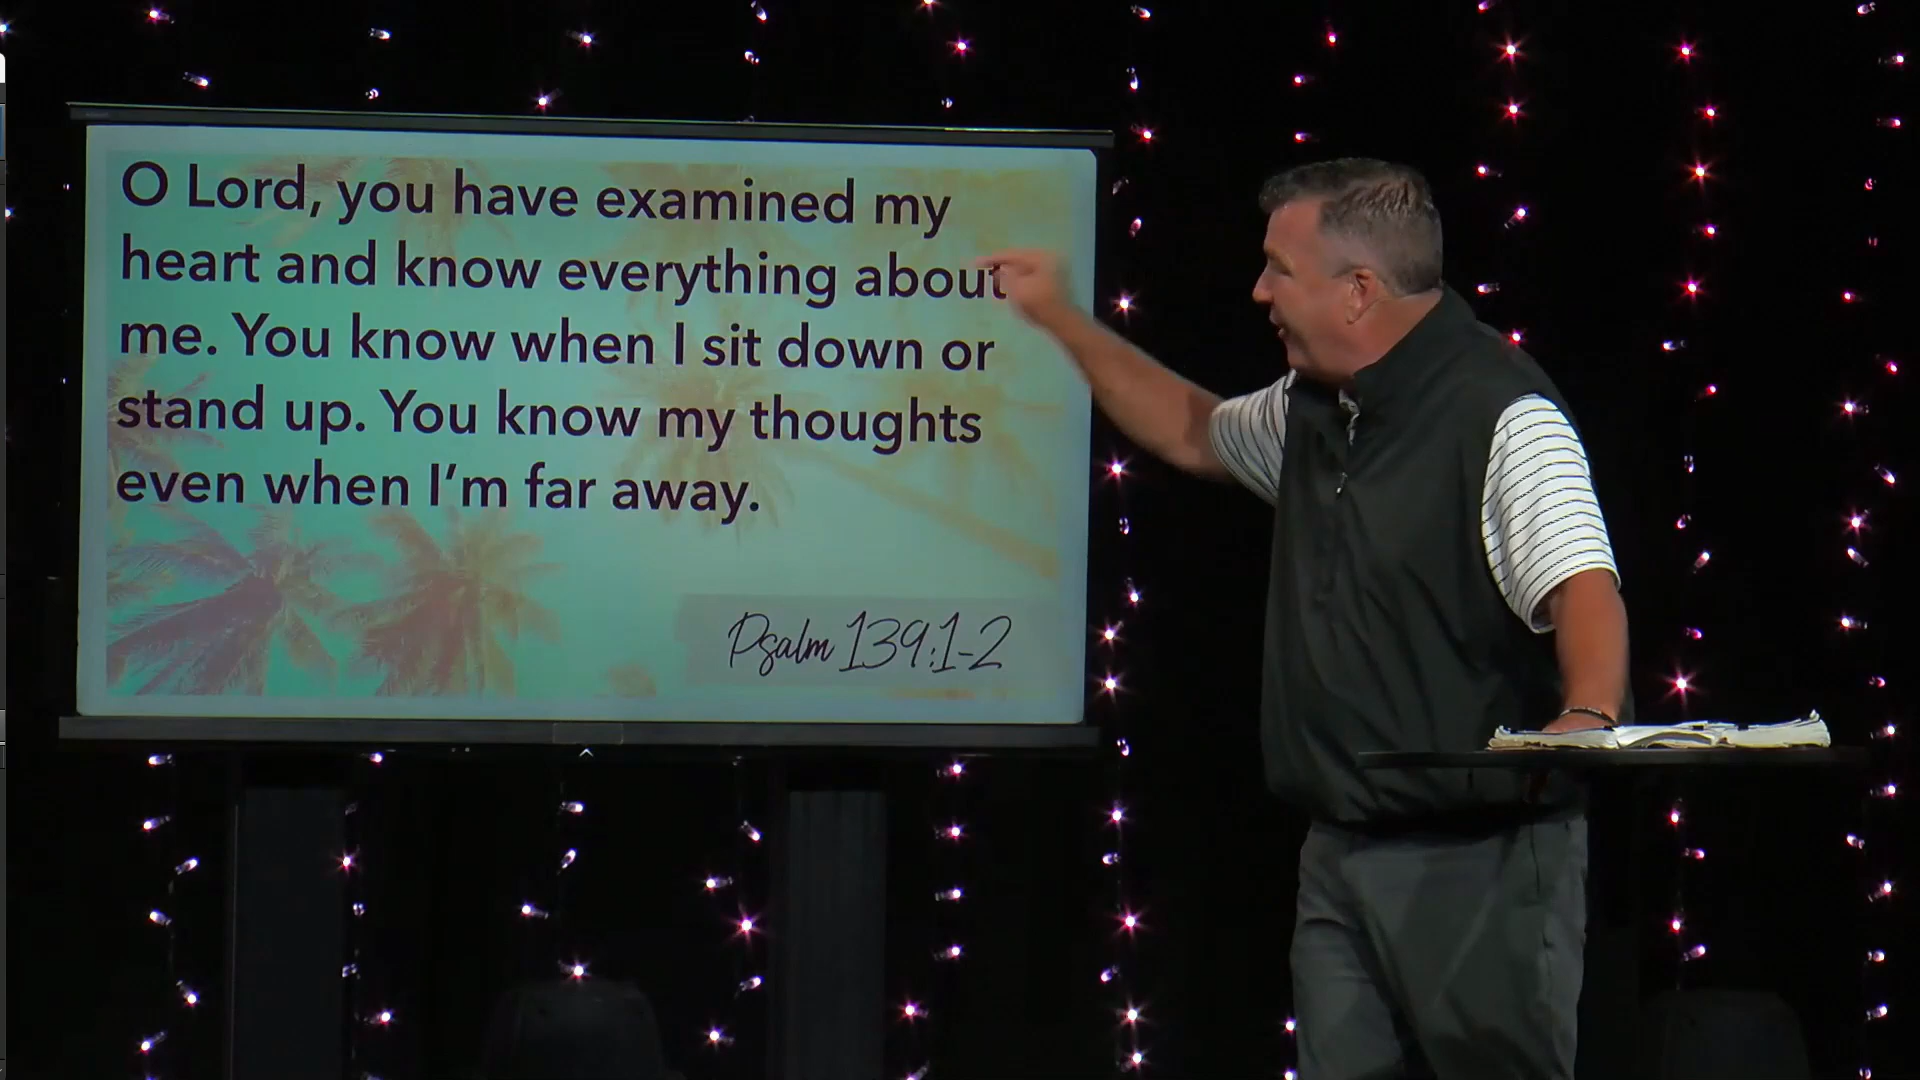 O Lord, you have examined my
heart and know everything about
me. You know when I sit down or
stand up. You know my thoughts
even when I’m far away.
Psalm 139:1-2